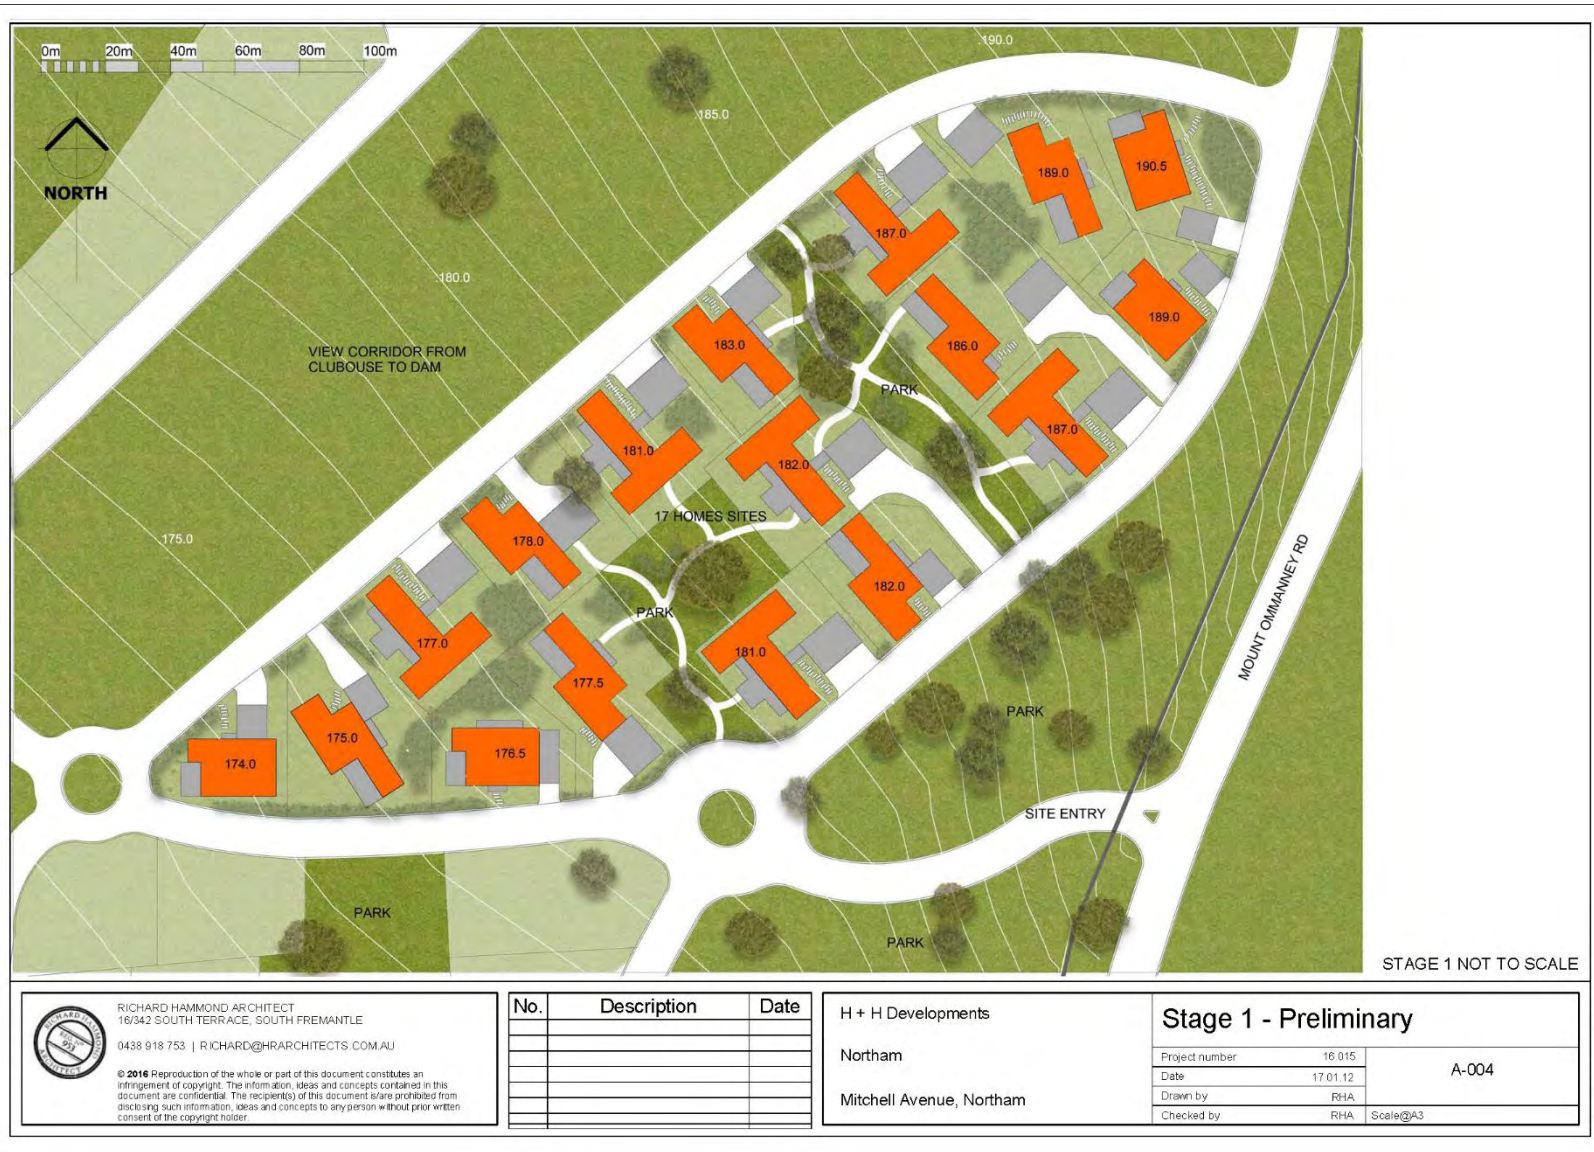 0m 20m 40m 60m 80m 100m
NORTH
190.0
185.0
180.0
175.0
VIEW CORRIDOR FROM
CLUBOUSE TO DAM
189.0
190.5
187.0
189.0
186.0
183.0
187.0
PARK
181.0
182.0
17 HOMES SITES
178.0
182.0
PARK
177.0
181.0
177.5
175.0
176.5
174.0
PARK
MOUNT OMMANNEY RD
SITE ENTRY
PARK
PARK
STAGE 1 NOT TO SCALE
RICHARD HAMMOND
REG. No
953
ARCHITECT
RICHARD HAMMOND ARCHITECT
16/342 SOUTH TERRACE, SOUTH FREMANTLE
0438 918 753 | RICHARD@HRARCHITECTS.COM.AU
© 2016 Reproduction of the whole or part of this document constitutes an
infringement of copyright. The information, ideas and concepts contained in this
document are confidential. The recipient(s) of this document is/are prohibited from
disclosing such information, ideas and concepts to any person without prior written
consent of the copyright holder.
No. Description Date
H + H Developments
Northam
Mitchell Avenue, Northam
Stage 1 - Preliminary
Project number 16.015
Date 17.01.12
Drawn by RHA
Checked by RHA
A-004
Scale@A3